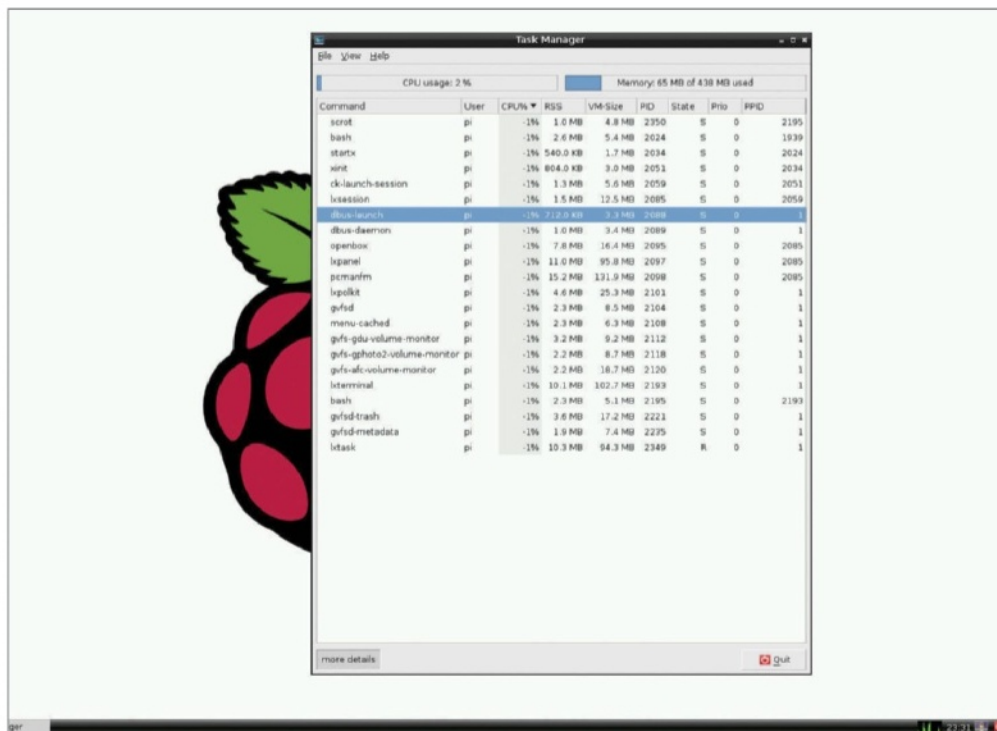 Task Manager
File View Help
CPU usage: 2 % Memory: 65 MB of 438 MB used
Command User CPU% RSS VM-Size PID State Prio PPID
scrot pi -1% 1.0 MB 4.8 MB 2350 S 0 2195
bash pi -1% 2.6 MB 5.4 MB 2024 S 0 1939
startx pi -1% 540.0 KB 1.7 MB 2034 S 0 2024
xinit pi -1% 804.0 KB 3.0 MB 2051 S 0 2034
ck-launch-session pi -1% 1.3 MB 5.6 MB 2059 S 0 2051
lxsession pi -1% 1.5 MB 12.5 MB 2085 S 0 2059
dbus-launch pi -1% 712.0 KB 3.3 MB 2088 S 0 1
dbus-daemon pi -1% 1.0 MB 3.4 MB 2089 S 0 1
openbox pi -1% 7.8 MB 16.4 MB 2095 S 0 2085
lxpanel pi -1% 11.0 MB 95.8 MB 2097 S 0 2085
pcmanfm pi -1% 15.2 MB 131.9 MB 2098 S 0 2085
lxpolkit pi -1% 4.6 MB 25.3 MB 2101 S 0 1
gvfsd pi -1% 2.3 MB 8.5 MB 2104 S 0 1
menu-cached pi -1% 2.3 MB 6.3 MB 2108 S 0 1
gvfs-gdu-volume-monitor pi -1% 3.2 MB 9.2 MB 2112 S 0 1
gvfs-gphoto2-volume-monitor pi -1% 2.2 MB 8.7 MB 2118 S 0 1
gvfs-afc-volume-monitor pi -1% 2.2 MB 18.7 MB 2120 S 0 1
lxterminal pi -1% 10.1 MB 102.7 MB 2193 S 0 1
bash pi -1% 2.3 MB 5.1 MB 2195 S 0 2193
gvfsd-trash pi -1% 3.6 MB 17.2 MB 2221 S 0 1
gvfsd-metadata pi -1% 1.9 MB 7.4 MB 2235 S 0 1
lxtask pi -1% 10.3 MB 94.3 MB 2349 R 0 1
more details Quit
ger 23:31